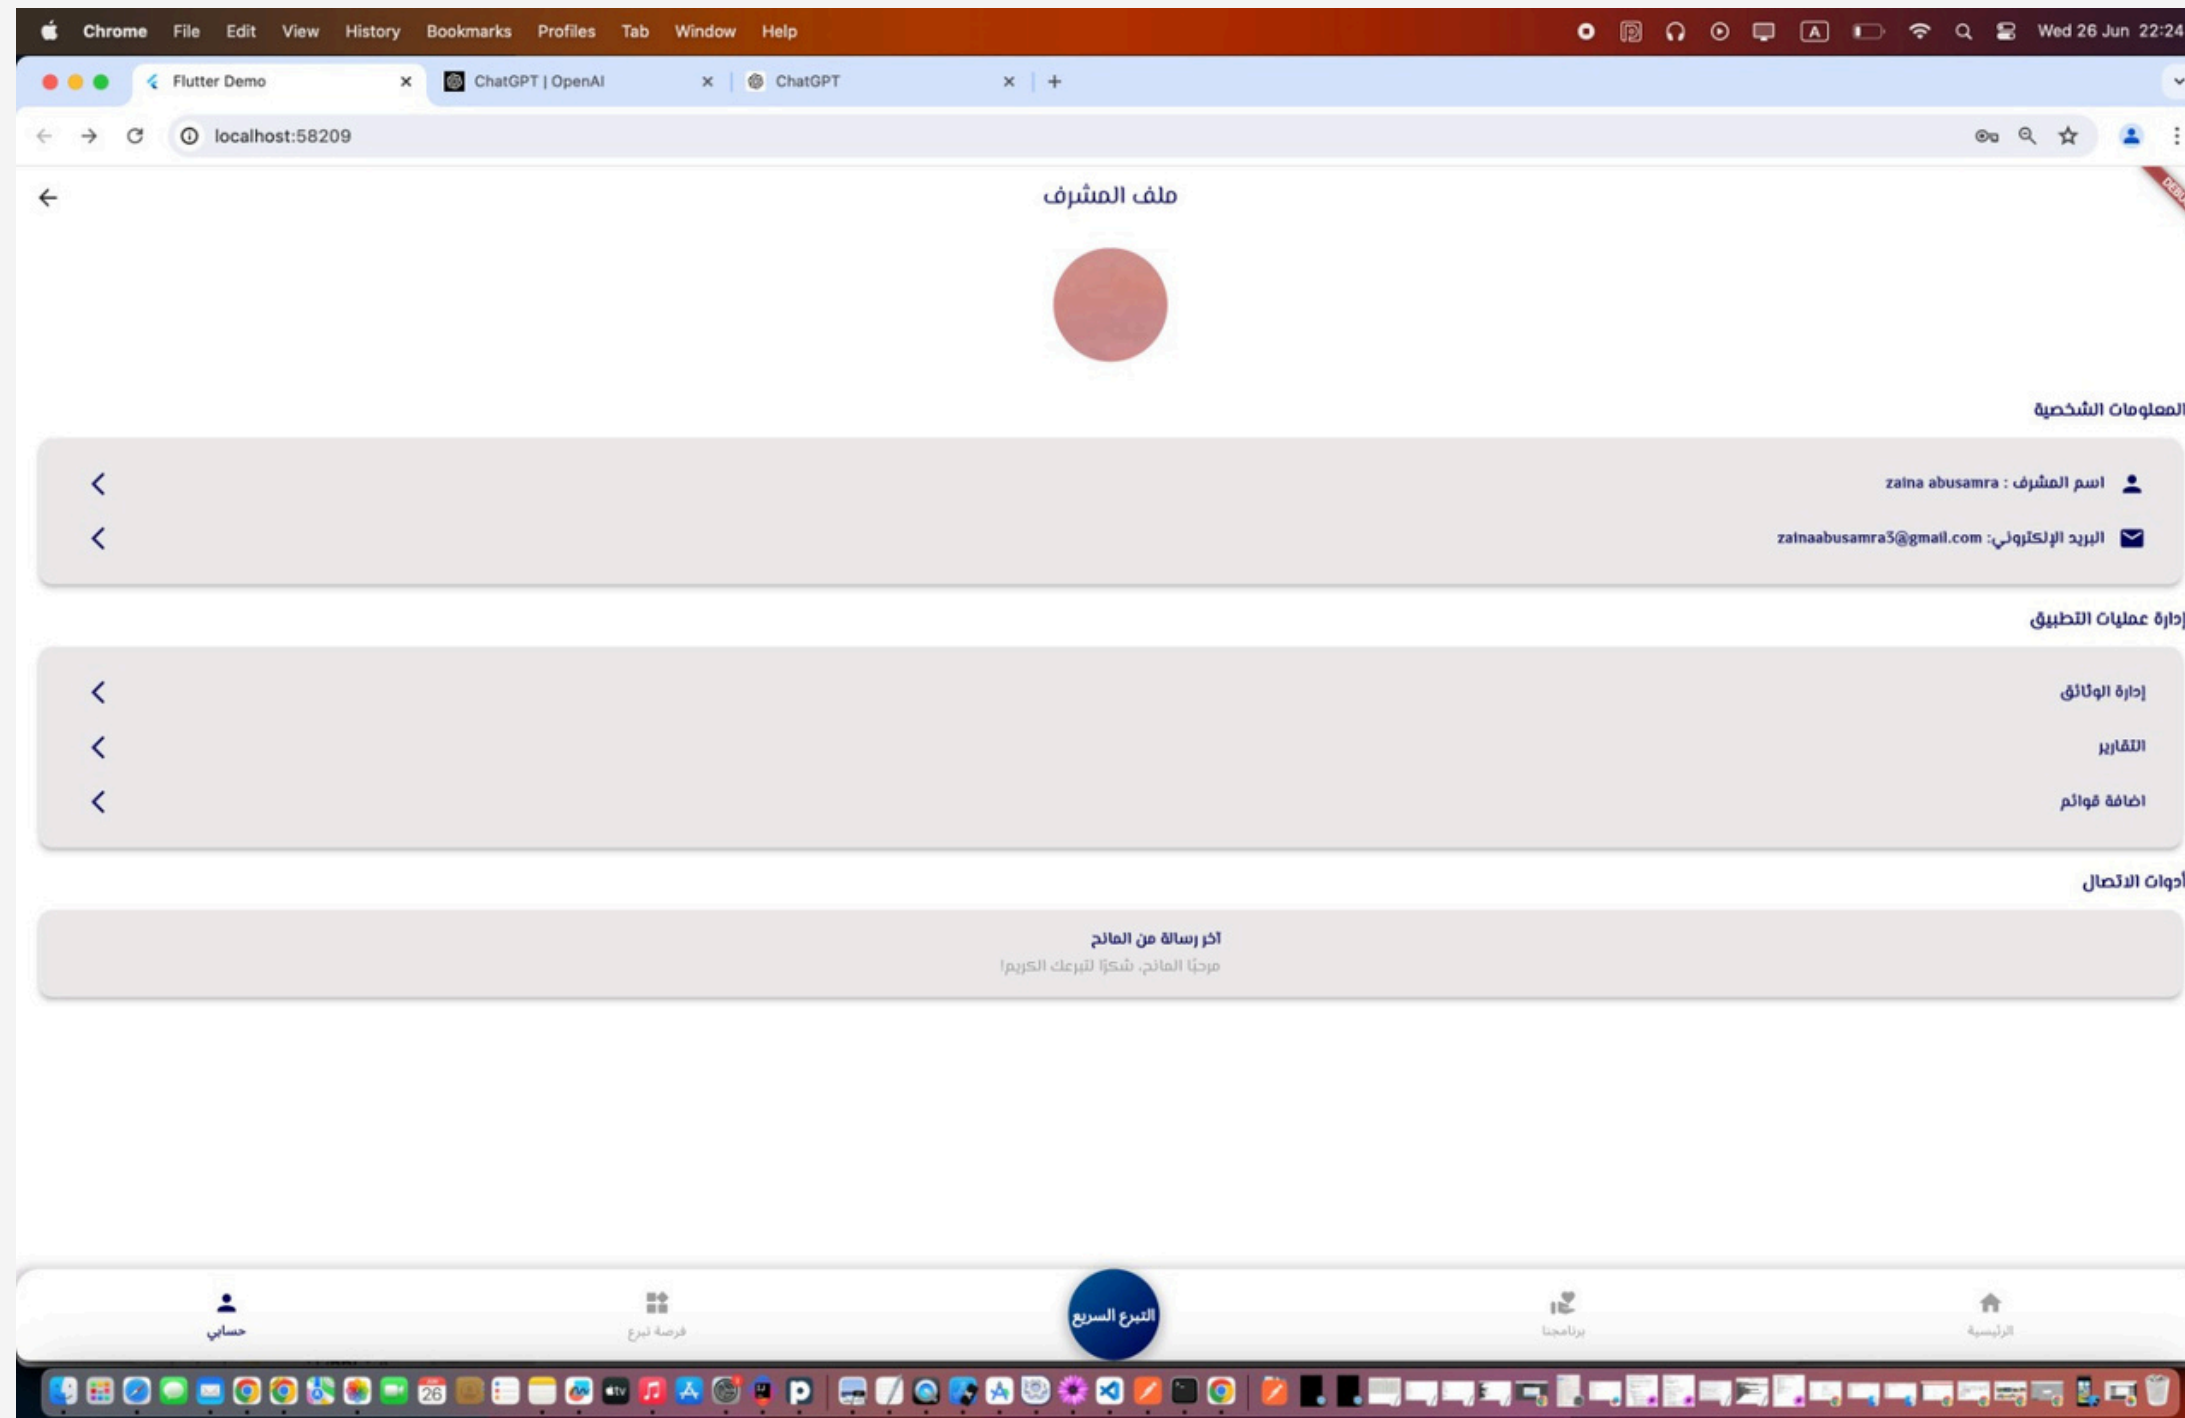 Chrome File Edit View History Bookmarks Profiles Tab Window Help Wed 26 Jun 22:24
Flutter Demo ChatGPT | OpenAI ChatGPT
localhost:58209
ملف المشرف
المعلومات الشخصية
اسم المشرف : zaina abusamra
البريد الإلكتروني: zainaabusamra3@gmail.com
إدارة عمليات التطبيق
إدارة الوثائق
التقارير
اضافة قوائم
أدوات الاتصال
آخر رسالة من المانح
مرحبًا المانح، شكرًا لتبرعك الكريم!
الرئيسية
برنامجنا
التبرع السريع
فرصة تبرع
حسابي
26